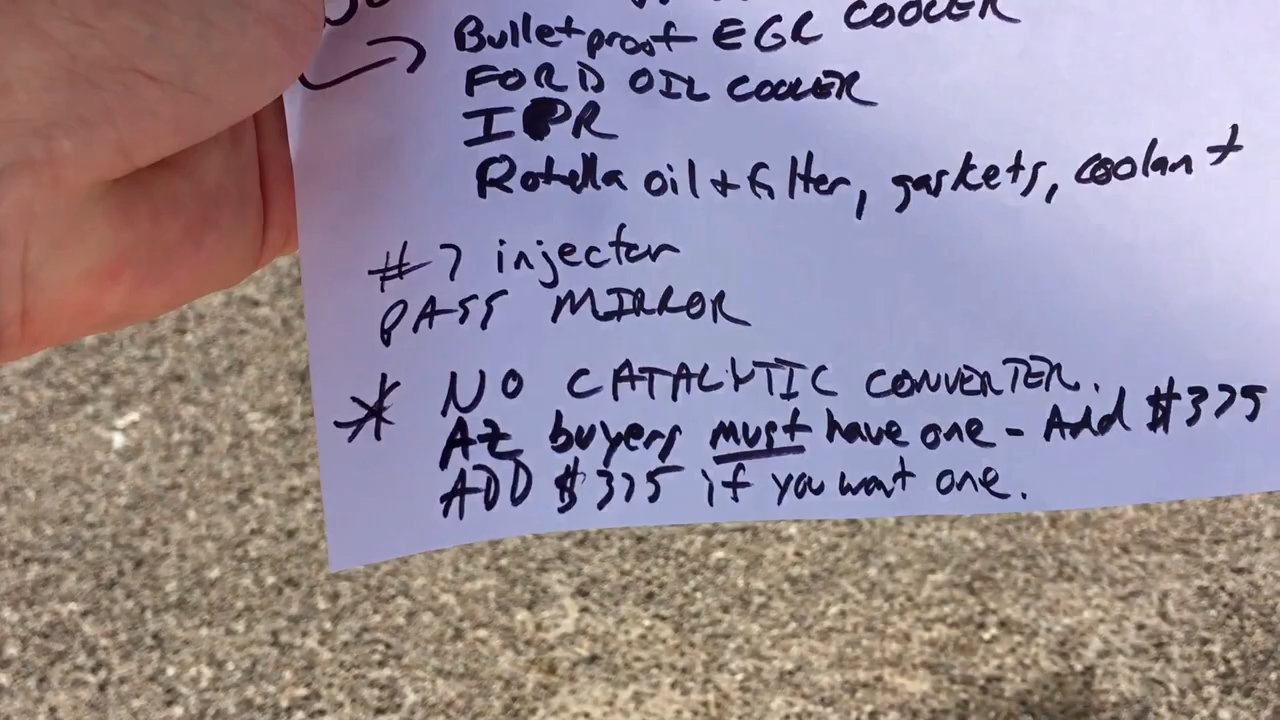 Bulletproof EGR COOLER
FORD OIL COOLER
IPR
Rotella oil + filter, gaskets, coolant
#7 injector
PASS MIRROR
* NO CATALYTIC CONVERTER.
AZ buyers must have one - Add $375
ADD $375 if you want one.